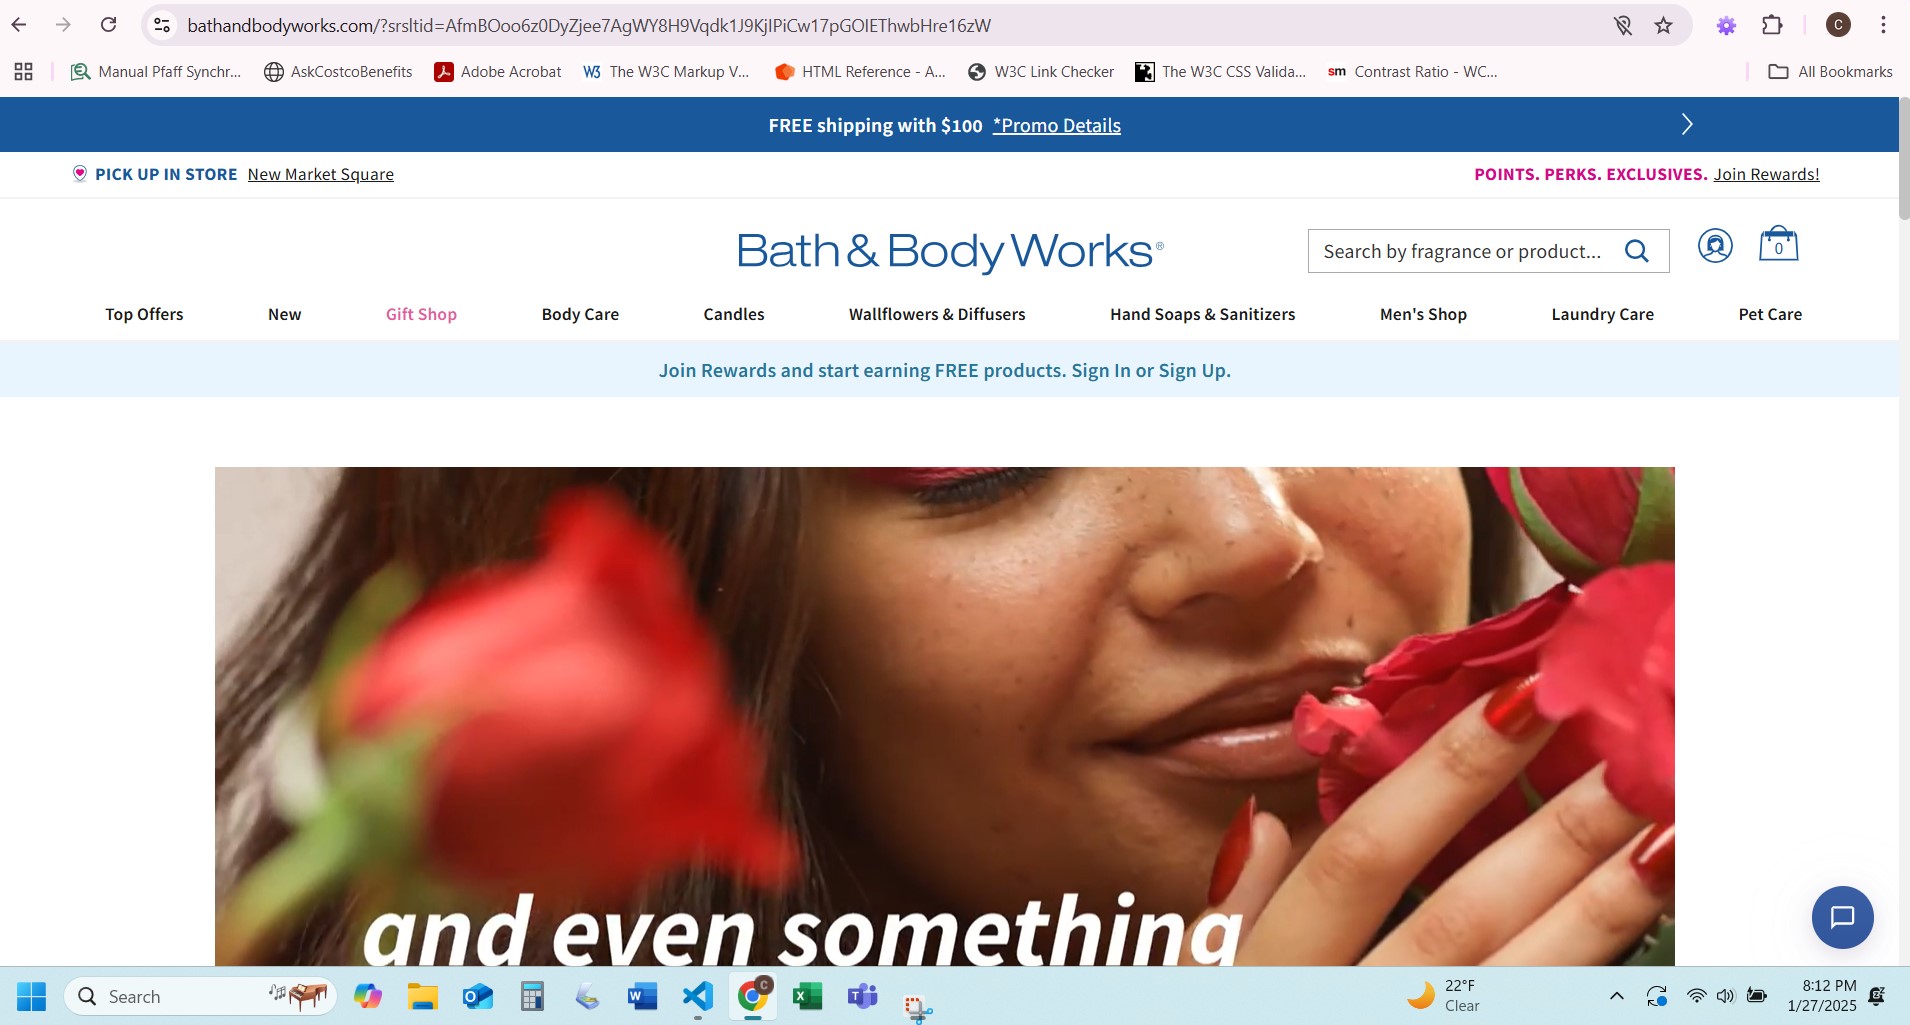 bathandbodyworks.com/?srsltid=AfmBOoo6z0DyZjee7AgWY8H9Vqdk1J9KjIPiCw17pGOIEThwbHre16zW
C
Manual Pfaff Synchr... AskCostcoBenefits Adobe Acrobat W3 The W3C Markup V... HTML Reference - A... W3C Link Checker The W3C CSS Valida... sm Contrast Ratio - WC... All Bookmarks
FREE shipping with $100 *Promo Details
PICK UP IN STORE New Market Square POINTS. PERKS. EXCLUSIVES. Join Rewards!
Bath & Body Works® Search by fragrance or product... 0
Top Offers New Gift Shop Body Care Candles Wallflowers & Diffusers Hand Soaps & Sanitizers Men's Shop Laundry Care Pet Care
Join Rewards and start earning FREE products. Sign In or Sign Up.
and even something
Search 22°F 8:12 PM
Clear 1/27/2025